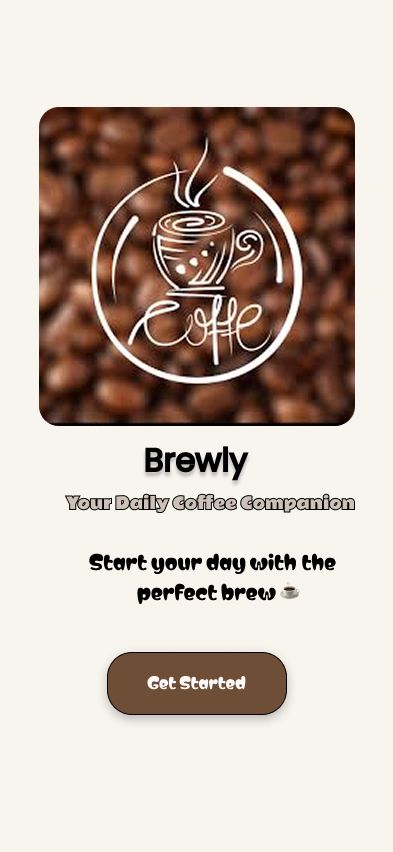 Coffe
Brewly
Your Daily Coffee Companion
Start your day with the
perfect brew ☕
Get Started